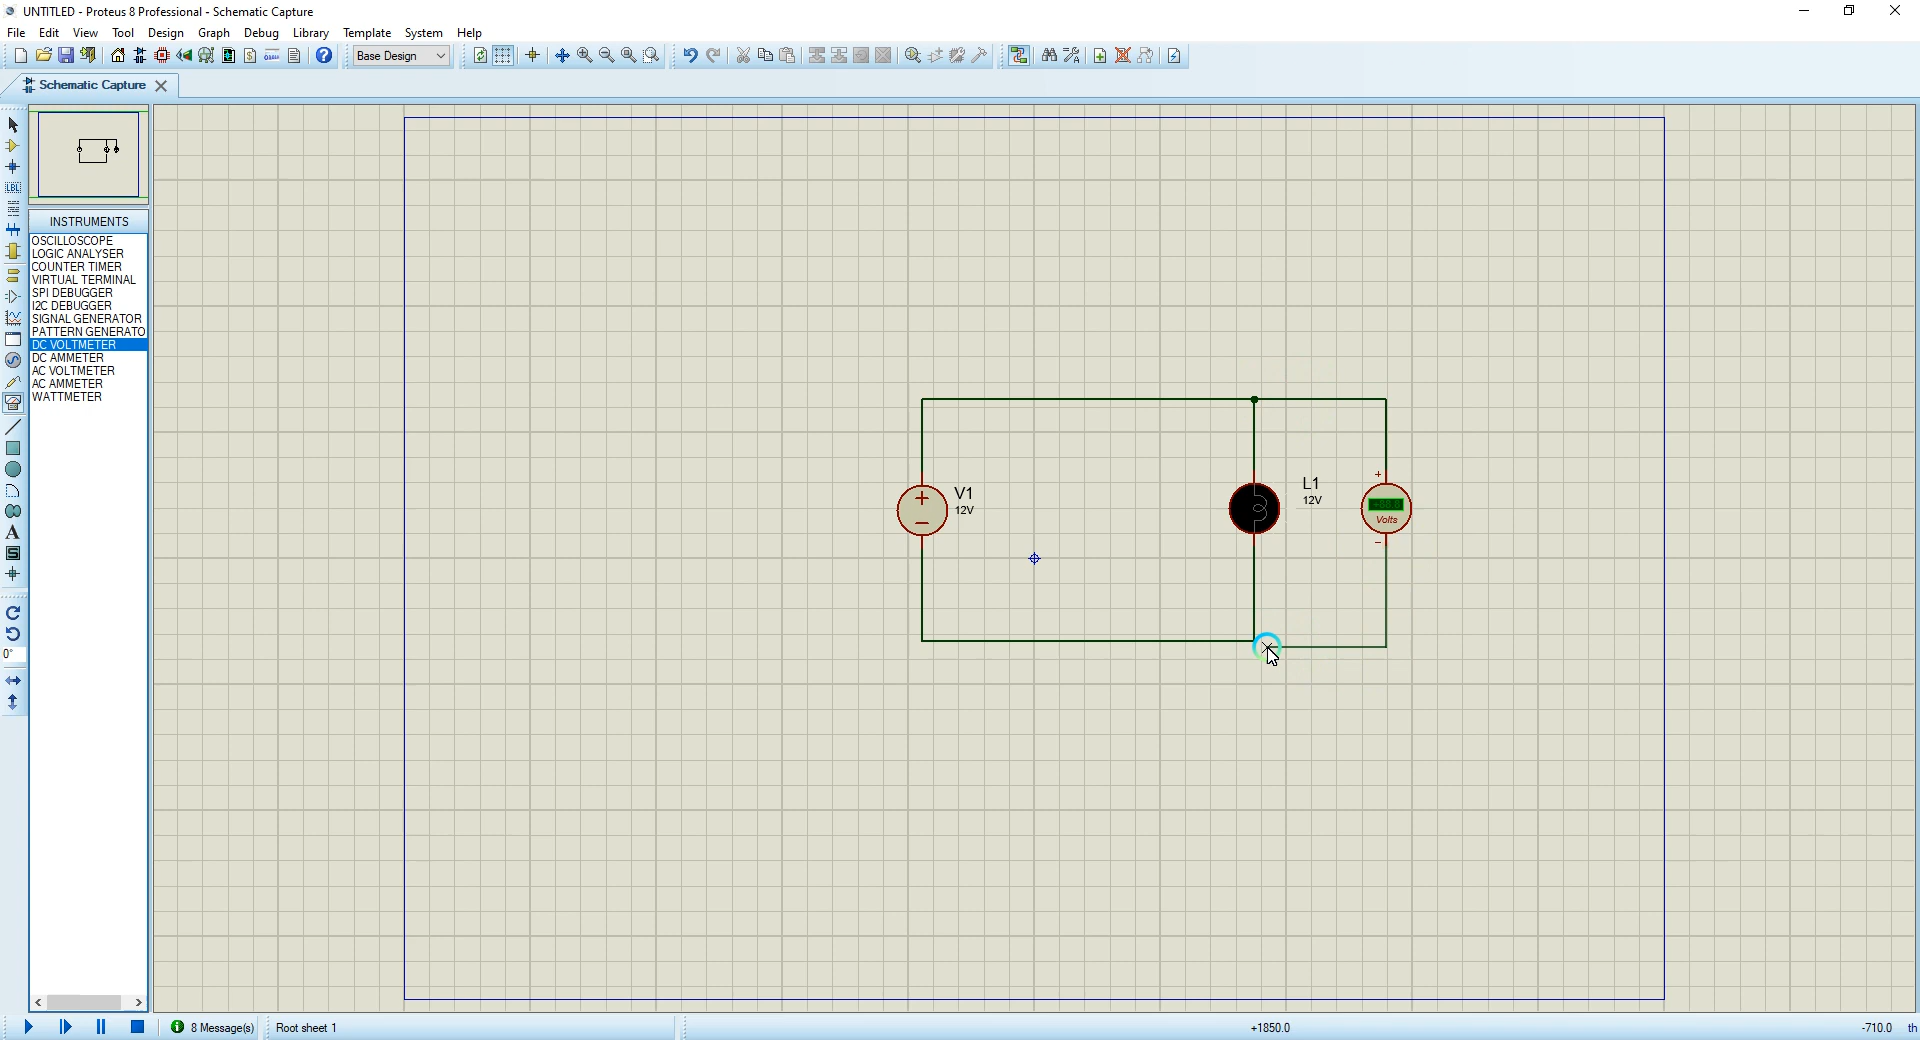 UNTITLED - Proteus 8 Professional - Schematic Capture
File Edit View Tool Design Graph Debug Library Template System Help
Base Design
Schematic Capture
INSTRUMENTS
OSCILLOSCOPE
LOGIC ANALYSER
COUNTER TIMER
VIRTUAL TERMINAL
SPI DEBUGGER
I2C DEBUGGER
SIGNAL GENERATOR
PATTERN GENERATO
DC VOLTMETER
DC AMMETER
AC VOLTMETER
AC AMMETER
WATTMETER
LBL
A
S
0°
V1
12V
L1
12V
+
Volts
−
8 Message(s) Root sheet 1 +1850.0 -710.0 th